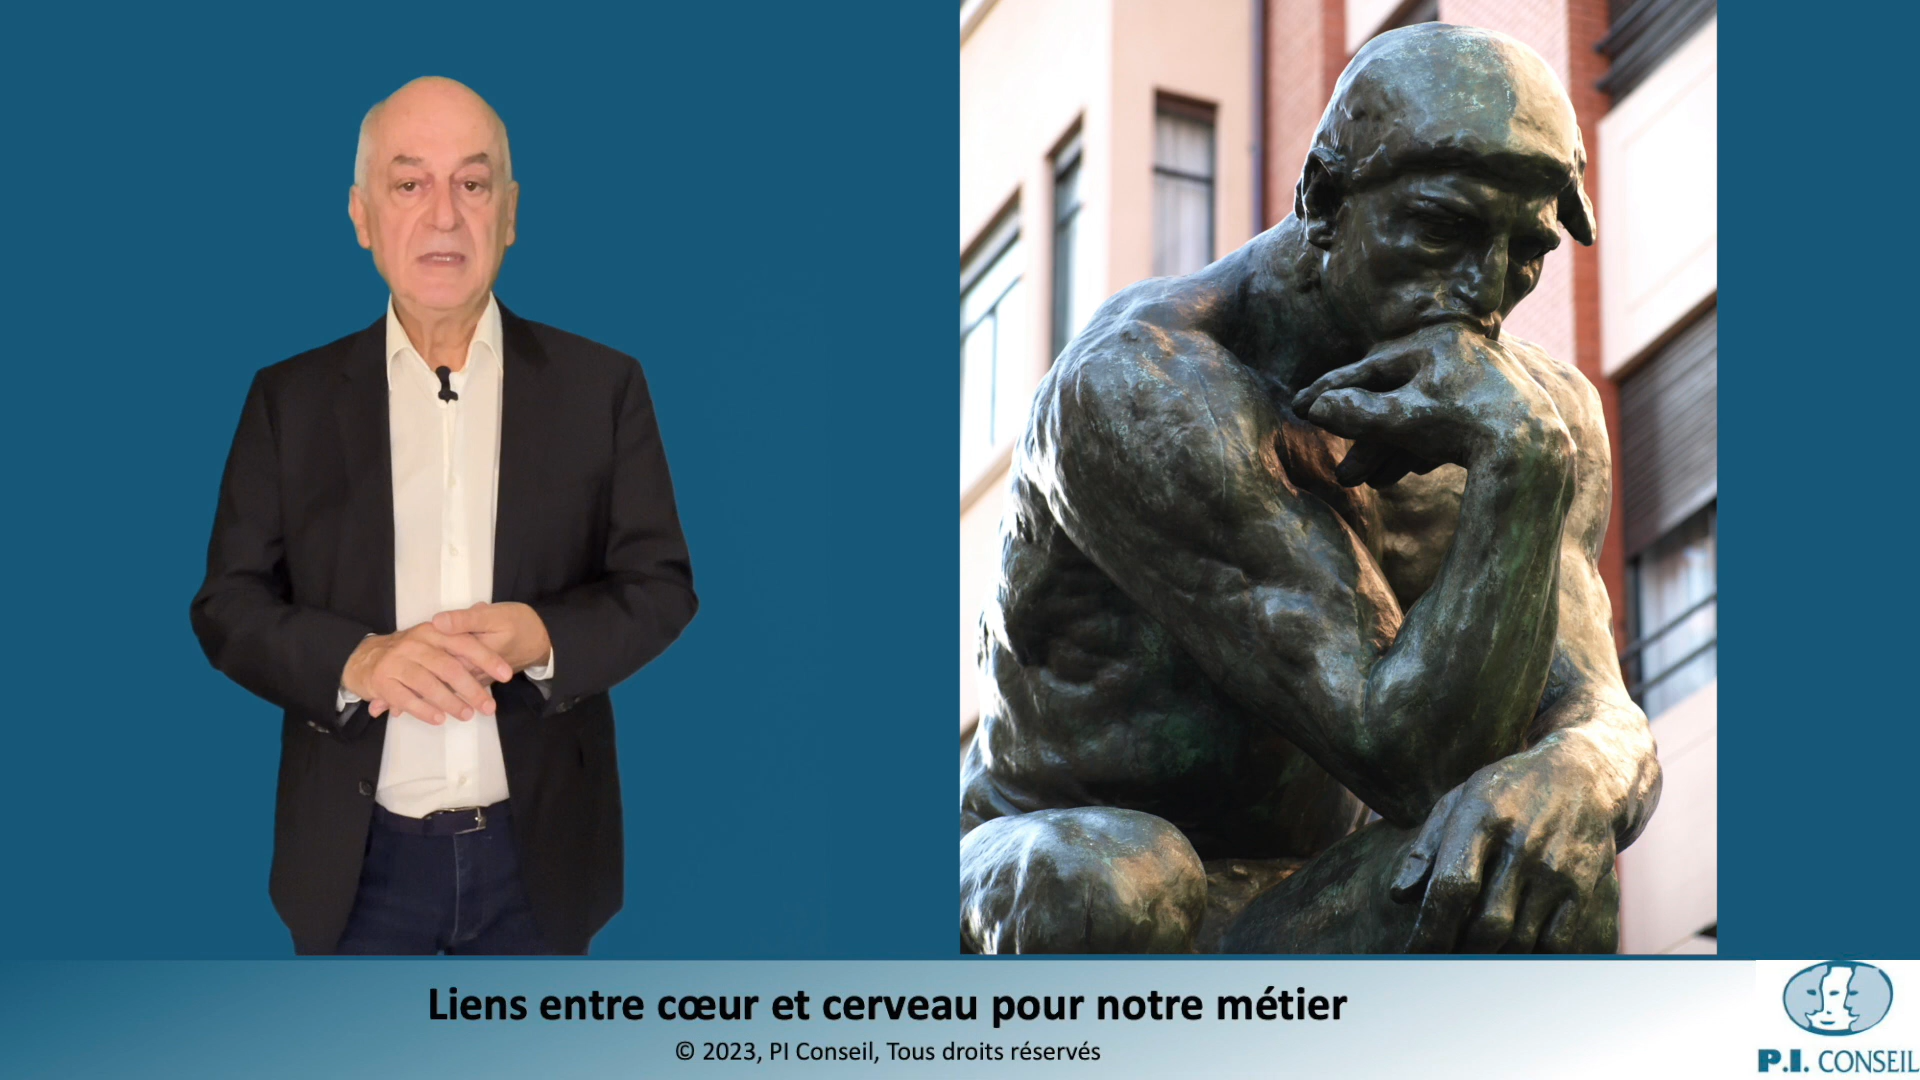 Liens entre cœur et cerveau pour notre métier
© 2023, PI Conseil, Tous droits réservés
P.I. CONSEIL